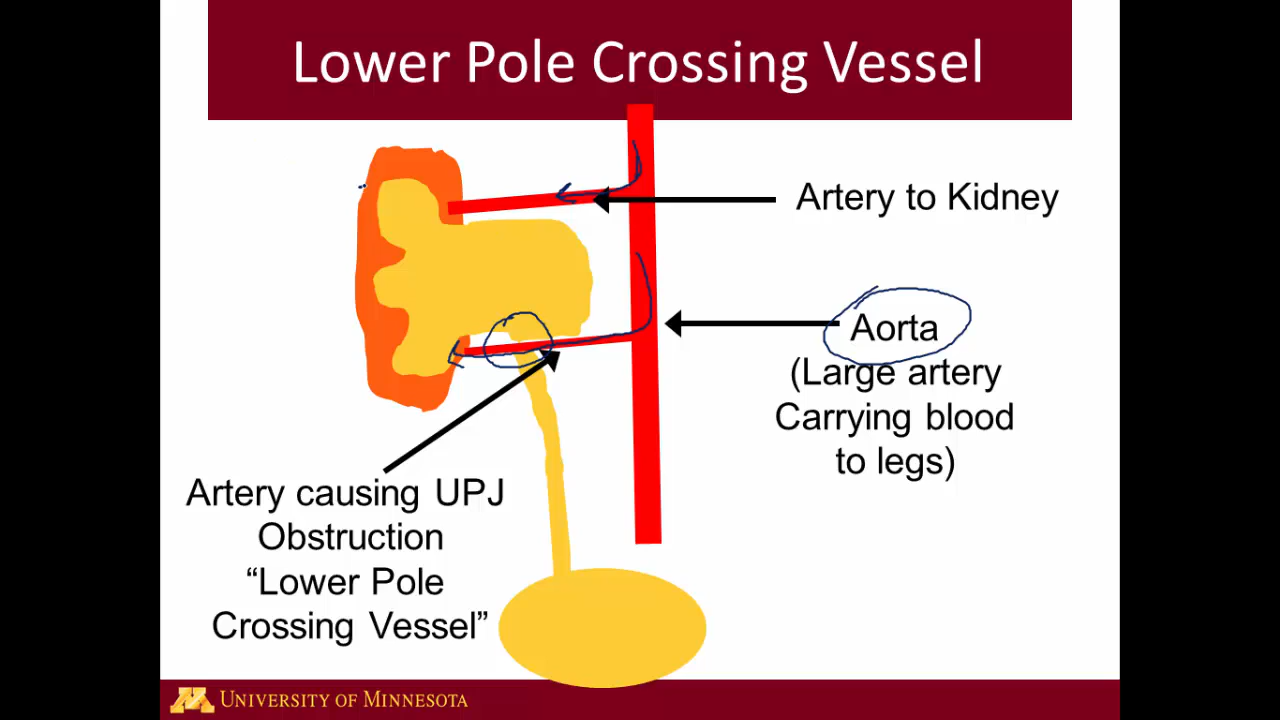 Lower Pole Crossing Vessel
Artery to Kidney
Aorta
(Large artery
Carrying blood
to legs)
Artery causing UPJ
Obstruction
“Lower Pole
Crossing Vessel”
M UNIVERSITY OF MINNESOTA